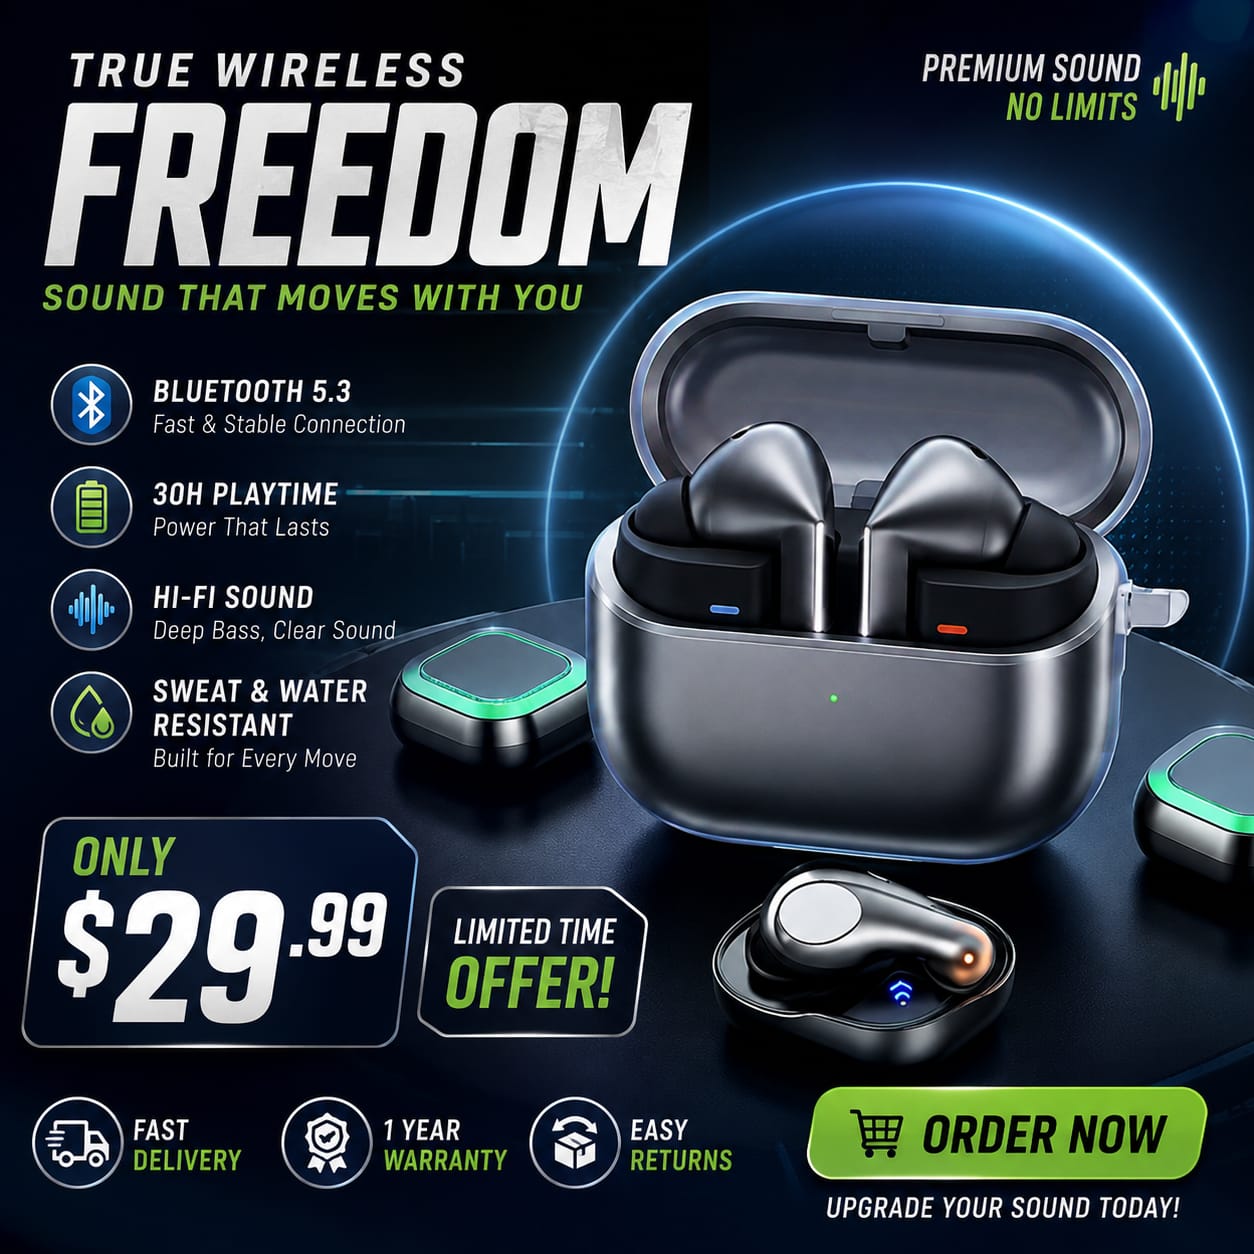 TRUE WIRELESS
FREEDOM
SOUND THAT MOVES WITH YOU
PREMIUM SOUND
NO LIMITS
BLUETOOTH 5.3
Fast & Stable Connection
30H PLAYTIME
Power That Lasts
HI-FI SOUND
Deep Bass, Clear Sound
SWEAT & WATER
RESISTANT
Built for Every Move
ONLY
$29.99
LIMITED TIME
OFFER!
FAST
DELIVERY
1 YEAR
WARRANTY
EASY
RETURNS
ORDER NOW
UPGRADE YOUR SOUND TODAY!